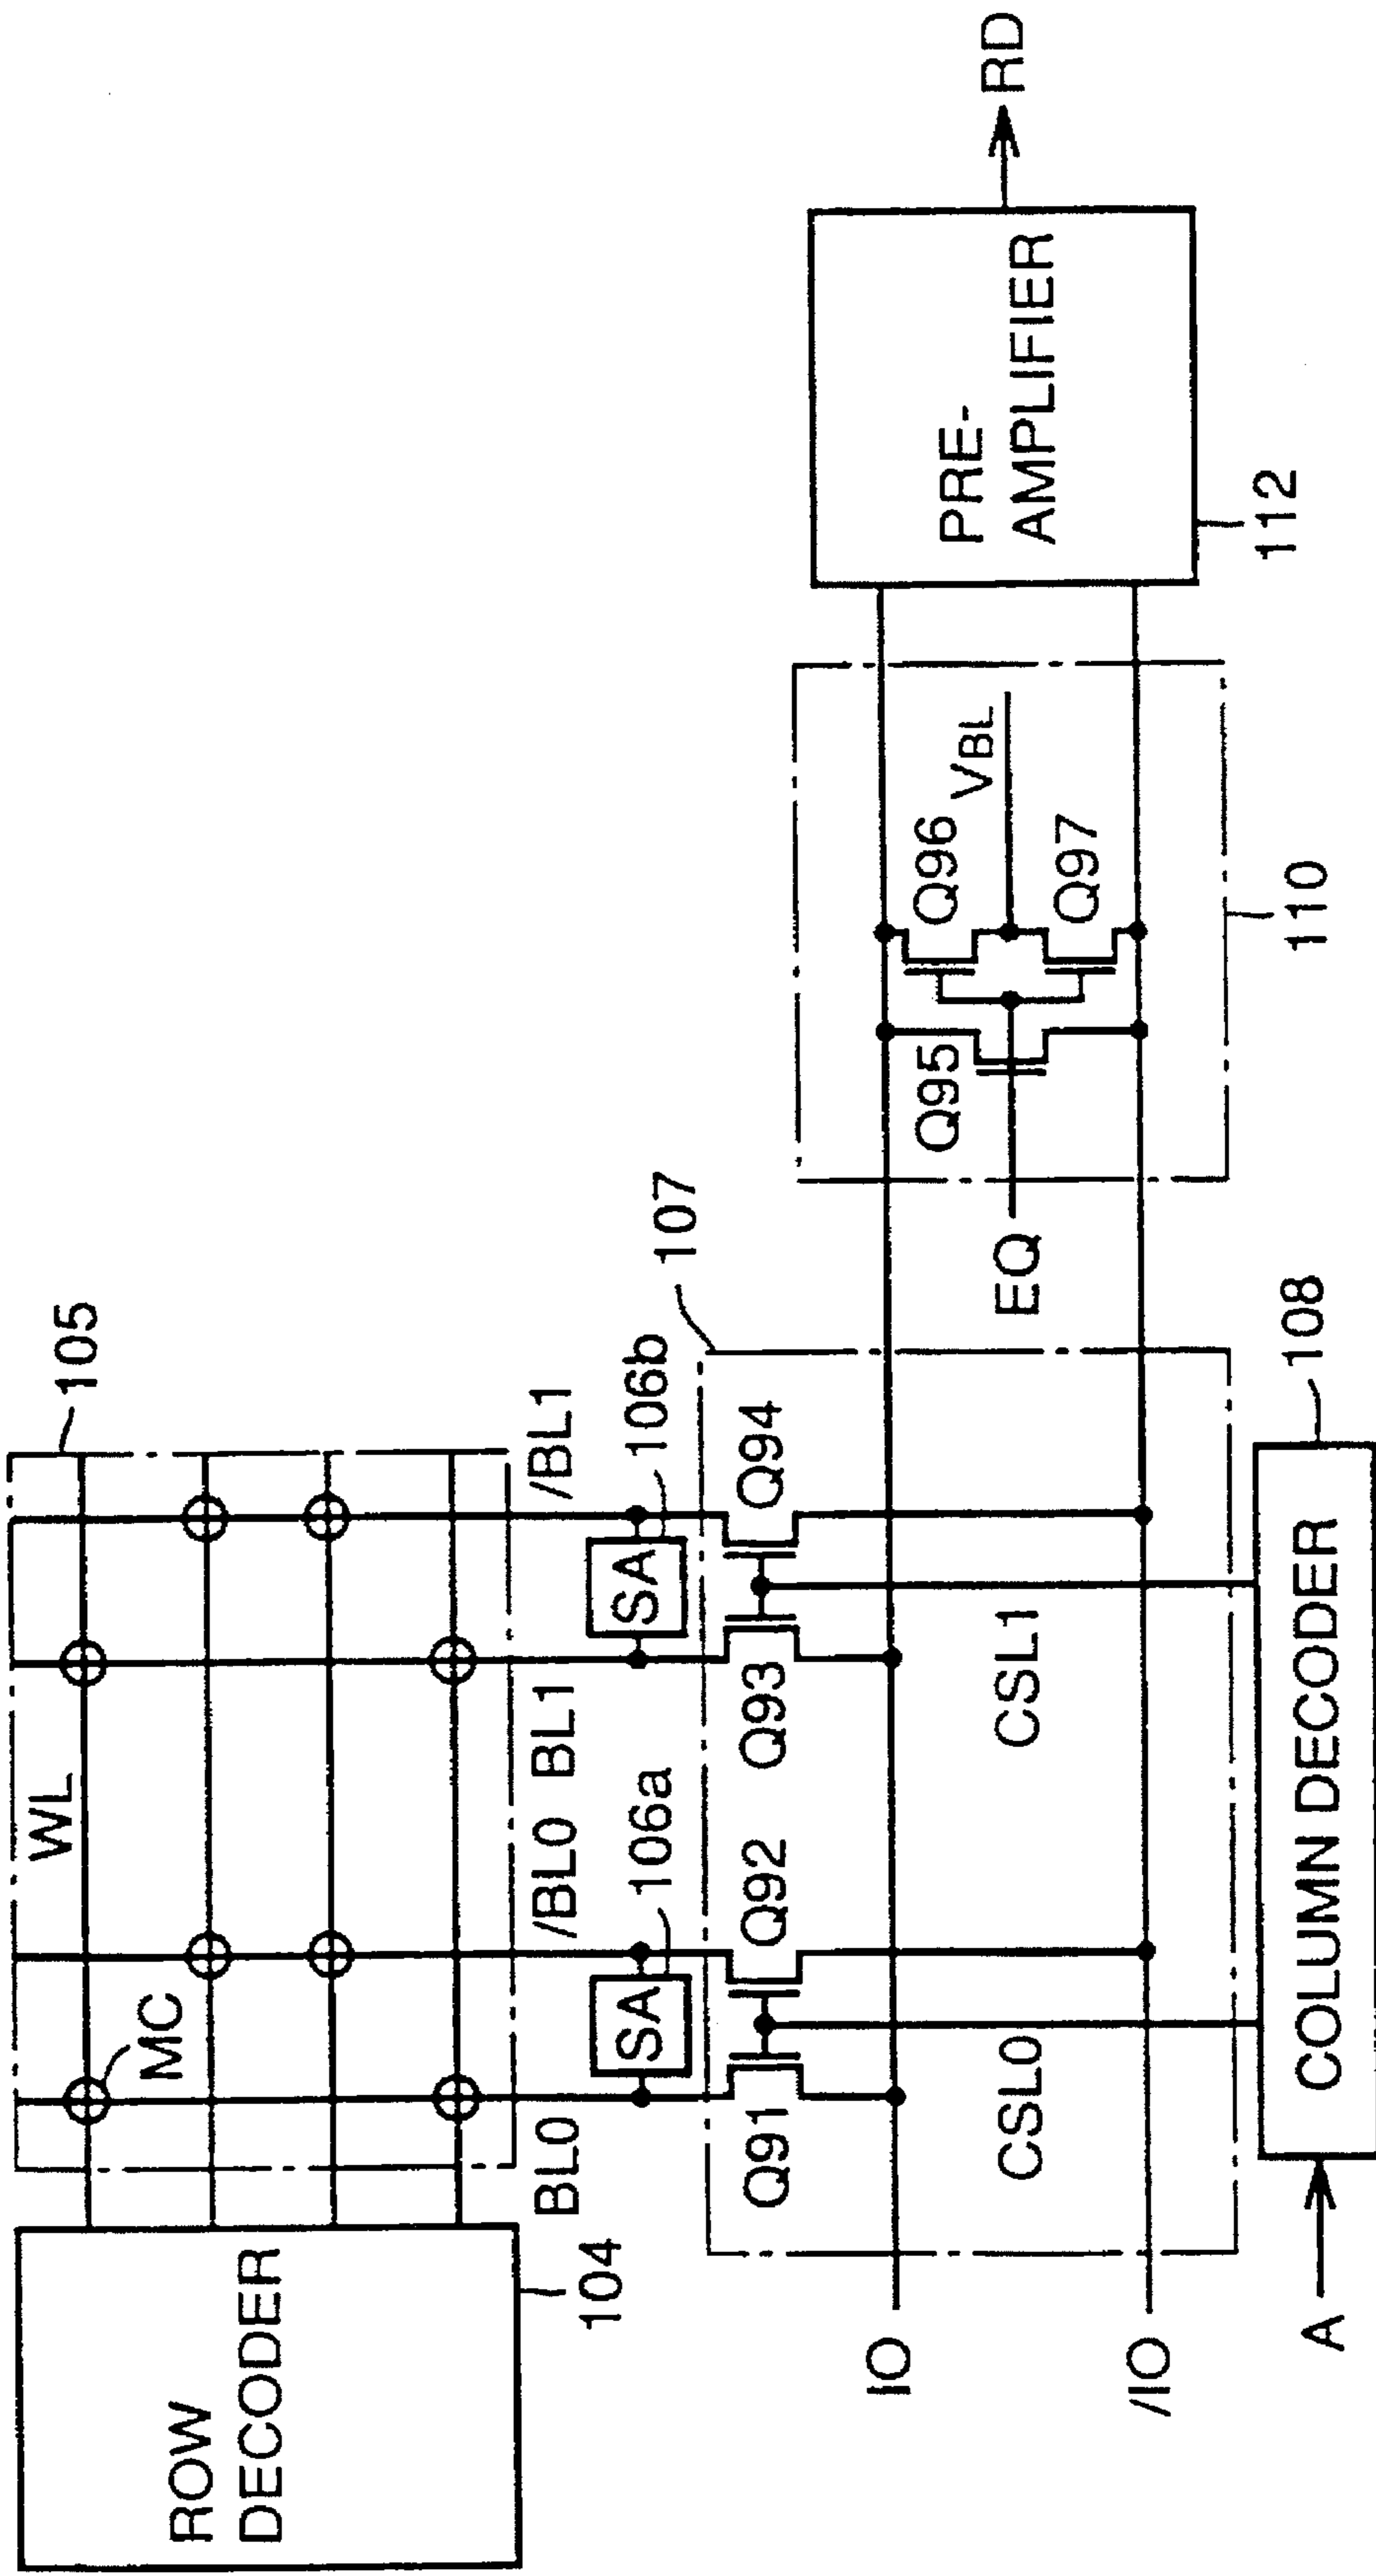 ROW
DECODER
104
WL
MC
105
BL0
/BL0
BL1
/BL1
SA
106a
SA
106b
107
Q91
Q92
Q93
Q94
CSL0
CSL1
IO
/IO
A
COLUMN DECODER
108
EQ
Q95
Q96
Q97
VBL
110
PRE-
AMPLIFIER
112
RD